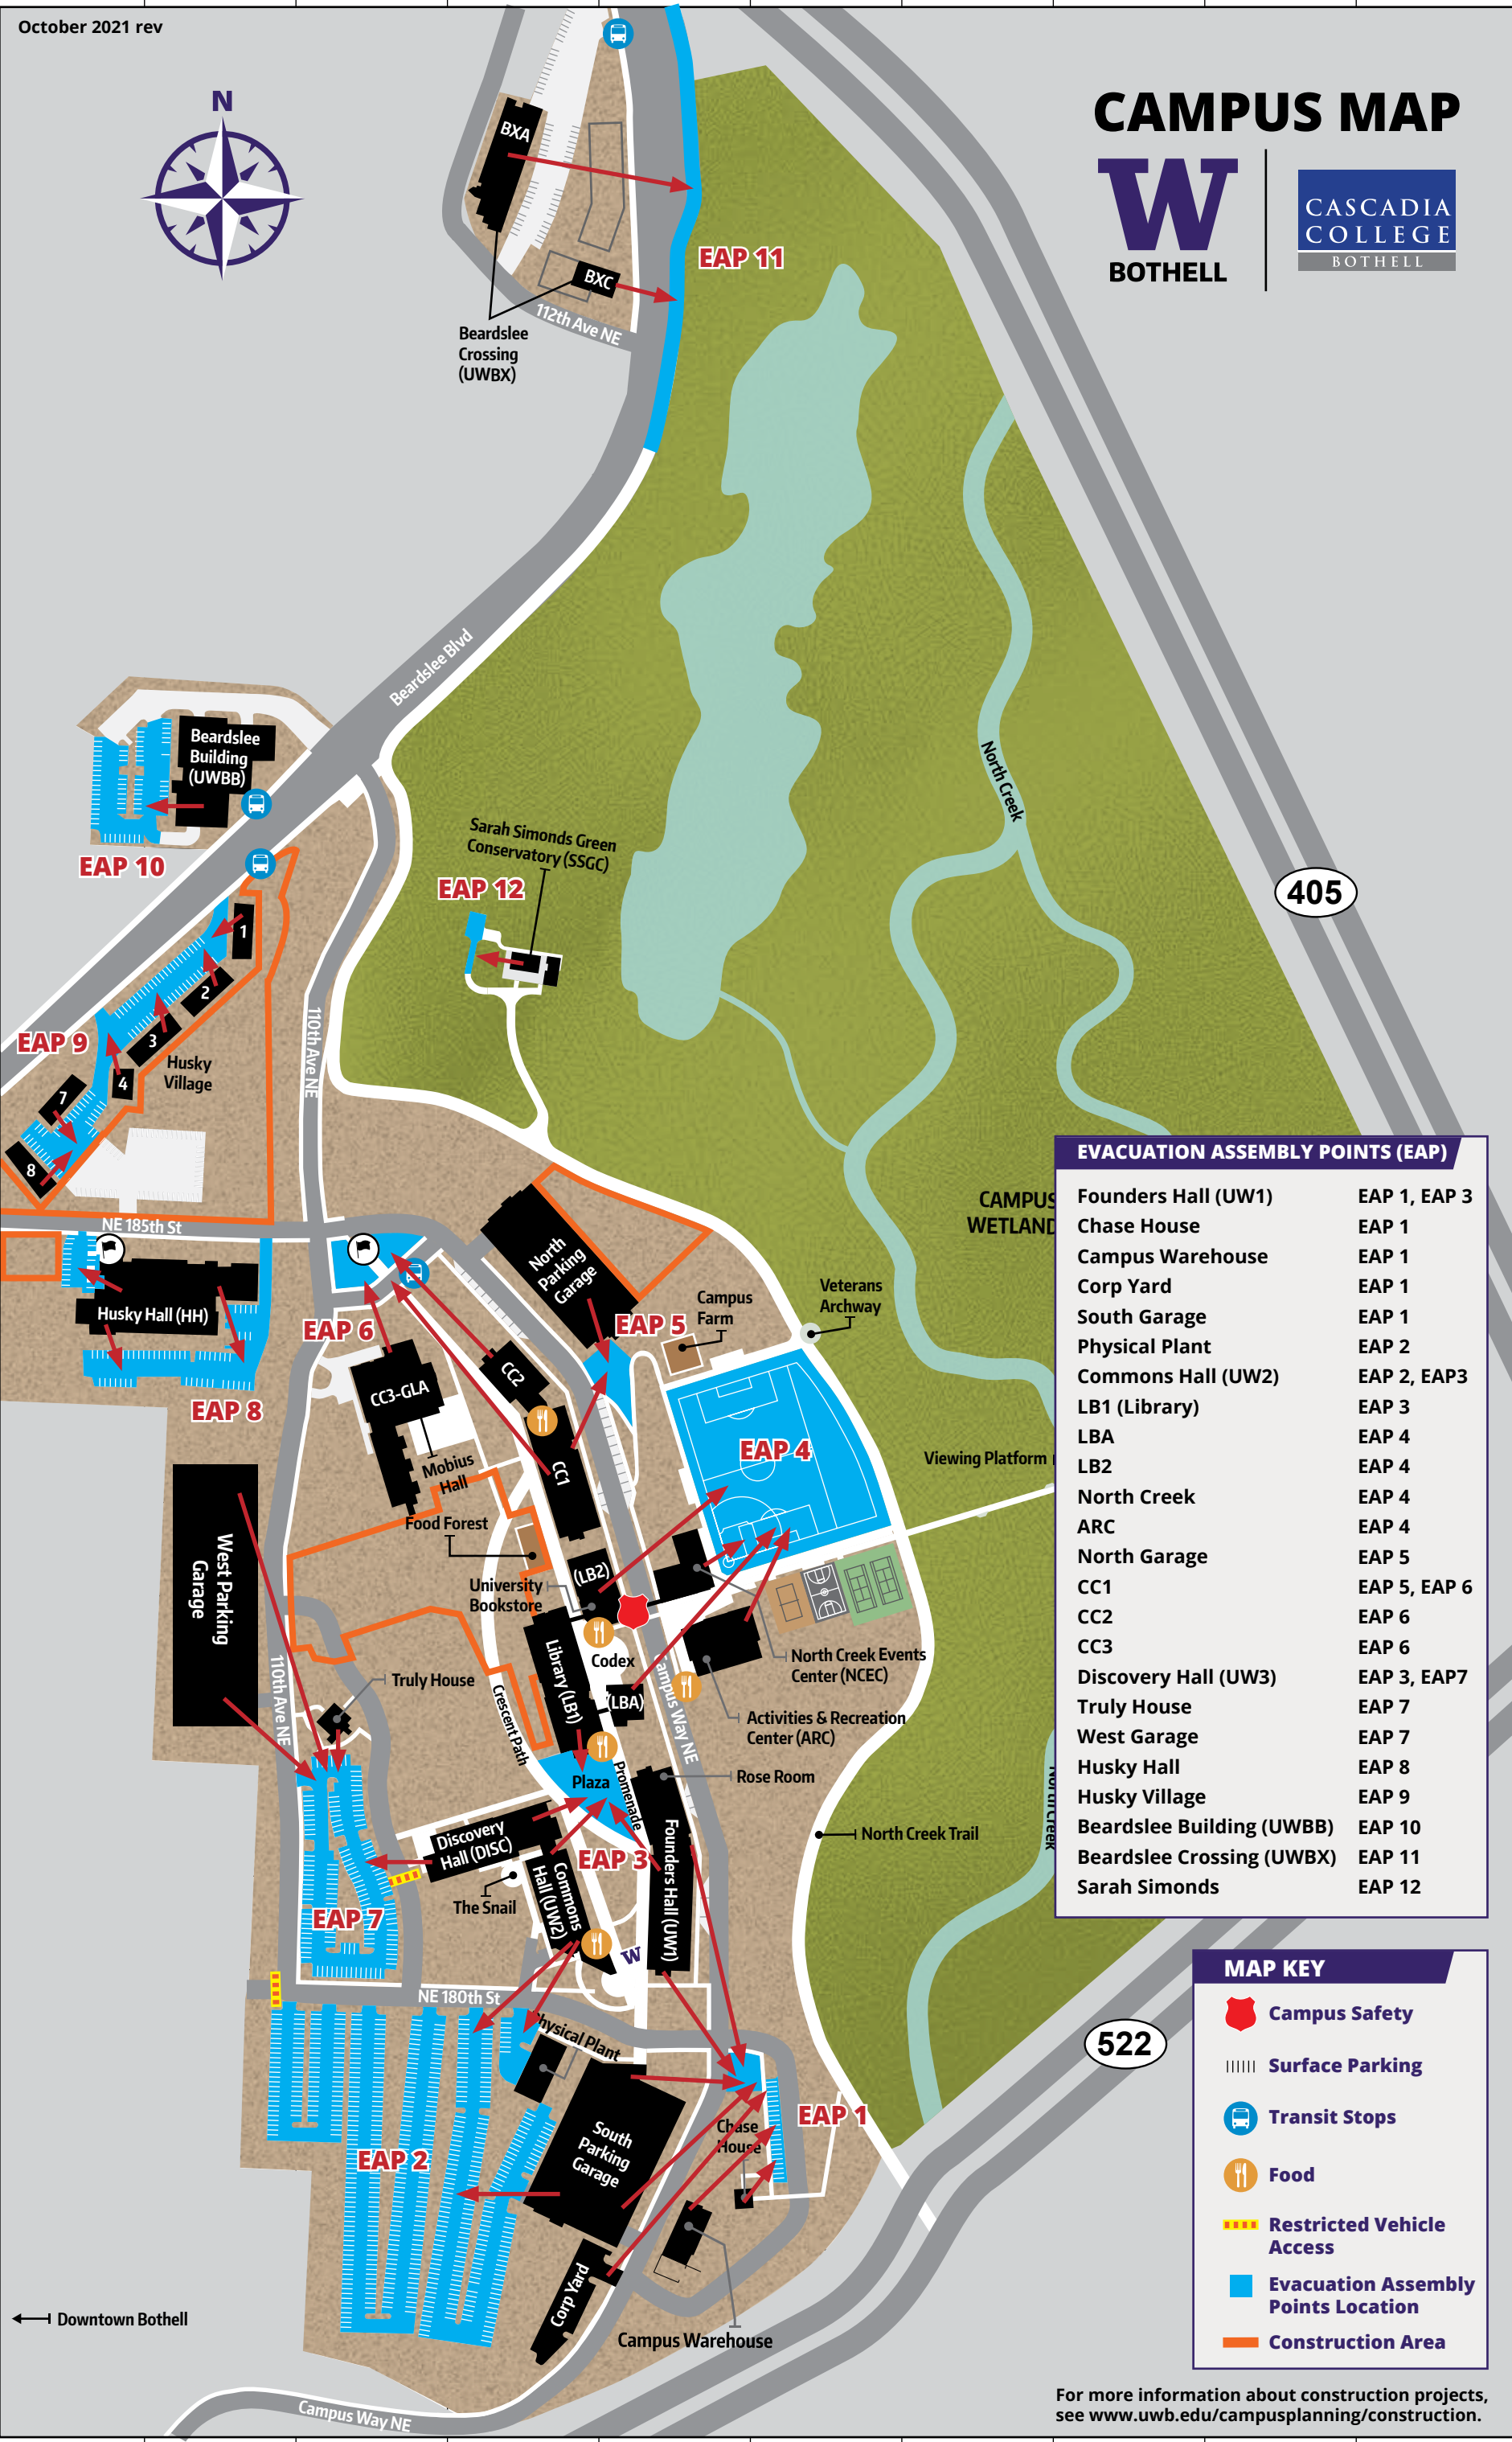 October 2021 rev
N
CAMPUS MAP
W
BOTHELL
CASCADIA
COLLEGE
BOTHELL
BXA
EAP 11
BXC
112th Ave NE
Beardslee
Crossing
(UWBX)
Beardslee Blvd
Beardslee
Building
(UWBB)
EAP 10
North Creek
Sarah Simonds Green
Conservatory (SSGC)
EAP 12
405
1
2
3
4
7
8
EAP 9
Husky
Village
110th Ave NE
NE 185th St
Husky Hall (HH)
EAP 8
EAP 6
North
Parking
Garage
EAP 5
Campus
Farm
Veterans
Archway
CAMPUS
WETLAND
CC2
CC3-GLA
CC1
Mobius
Hall
EAP 4
Viewing Platform
Food Forest
(LB2)
University
Bookstore
West Parking
Garage
Library (LB1)
Codex
(LBA)
Campus Way NE
North Creek Events
Center (NCEC)
Activities & Recreation
Center (ARC)
Truly House
110th Ave NE
Crescent Path
Plaza
Promenade
Rose Room
North Creek Trail
North Creek
Discovery
Hall (DISC)
EAP 3
Founders Hall (UW1)
Commons
Hall (UW2)
The Snail
EAP 7
W
NE 180th St
Physical Plant
522
South
Parking
Garage
Chase
House
EAP 1
EAP 2
Corp Yard
Campus Warehouse
Downtown Bothell
Campus Way NE
EVACUATION ASSEMBLY POINTS (EAP)
Founders Hall (UW1) EAP 1, EAP 3
Chase House EAP 1
Campus Warehouse EAP 1
Corp Yard EAP 1
South Garage EAP 1
Physical Plant EAP 2
Commons Hall (UW2) EAP 2, EAP3
LB1 (Library) EAP 3
LBA EAP 4
LB2 EAP 4
North Creek EAP 4
ARC EAP 4
North Garage EAP 5
CC1 EAP 5, EAP 6
CC2 EAP 6
CC3 EAP 6
Discovery Hall (UW3) EAP 3, EAP7
Truly House EAP 7
West Garage EAP 7
Husky Hall EAP 8
Husky Village EAP 9
Beardslee Building (UWBB) EAP 10
Beardslee Crossing (UWBX) EAP 11
Sarah Simonds EAP 12
MAP KEY
Campus Safety
Surface Parking
Transit Stops
Food
Restricted Vehicle
Access
Evacuation Assembly
Points Location
Construction Area
For more information about construction projects,
see www.uwb.edu/campusplanning/construction.